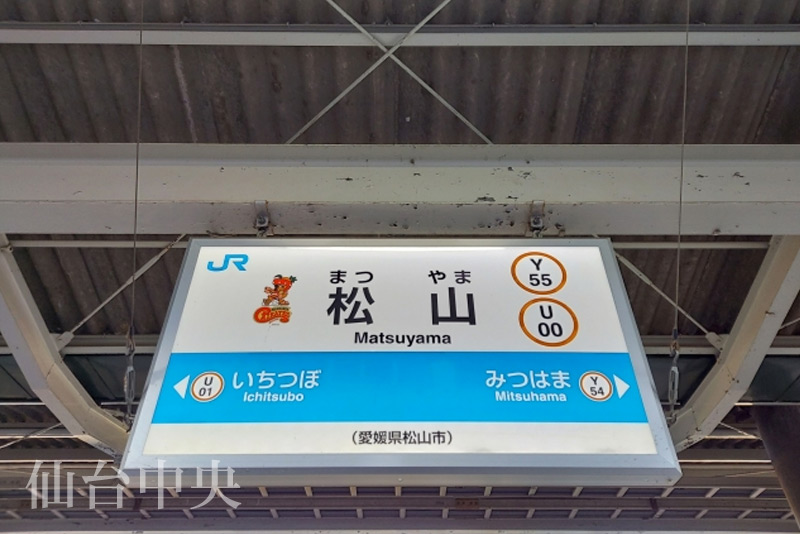 JR
まつ やま
松 山
Matsuyama
Y
55
U
00
U
01
いちつぼ
Ichitsubo
みつはま
Mitsuhama
Y
54
(愛媛県松山市)
仙台中央